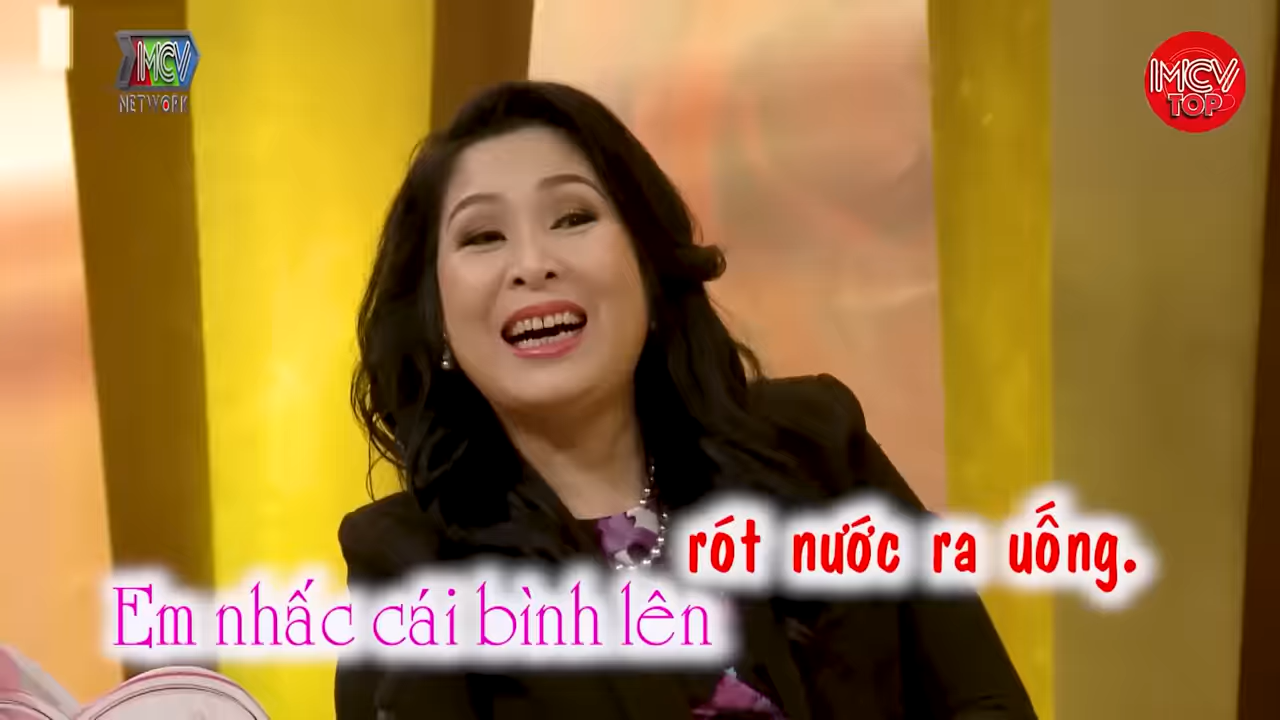 MCV
NETWORK
MCV
TOP
rót nước ra uống.
Em nhấc cái bình lên